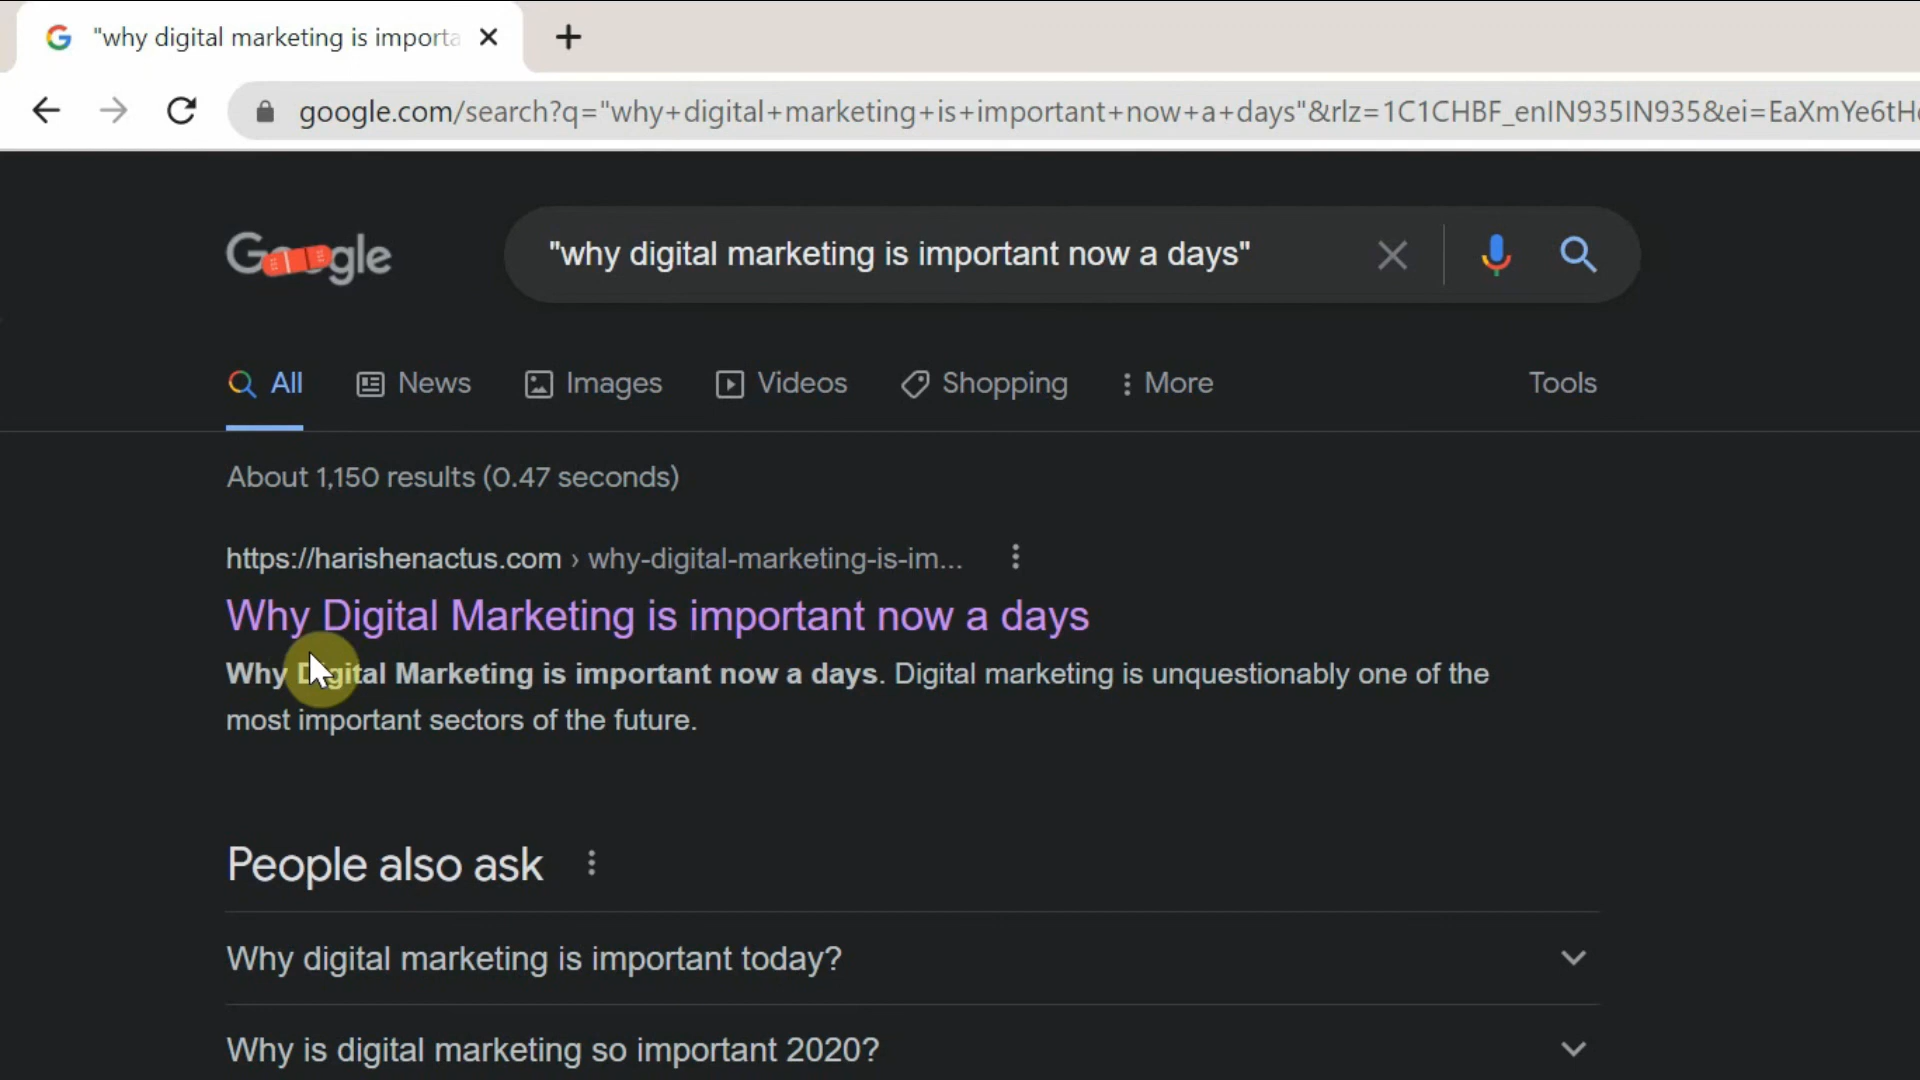 "why digital marketing is importa
google.com/search?q="why+digital+marketing+is+important+now+a+days"&rlz=1C1CHBF_enIN935IN935&ei=EaXmYe6tH
Google
"why digital marketing is important now a days"
All News Images Videos Shopping More Tools
About 1,150 results (0.47 seconds)
https://harishenactus.com › why-digital-marketing-is-im...
Why Digital Marketing is important now a days
Why Digital Marketing is important now a days. Digital marketing is unquestionably one of the
most important sectors of the future.
People also ask
Why digital marketing is important today?
Why is digital marketing so important 2020?